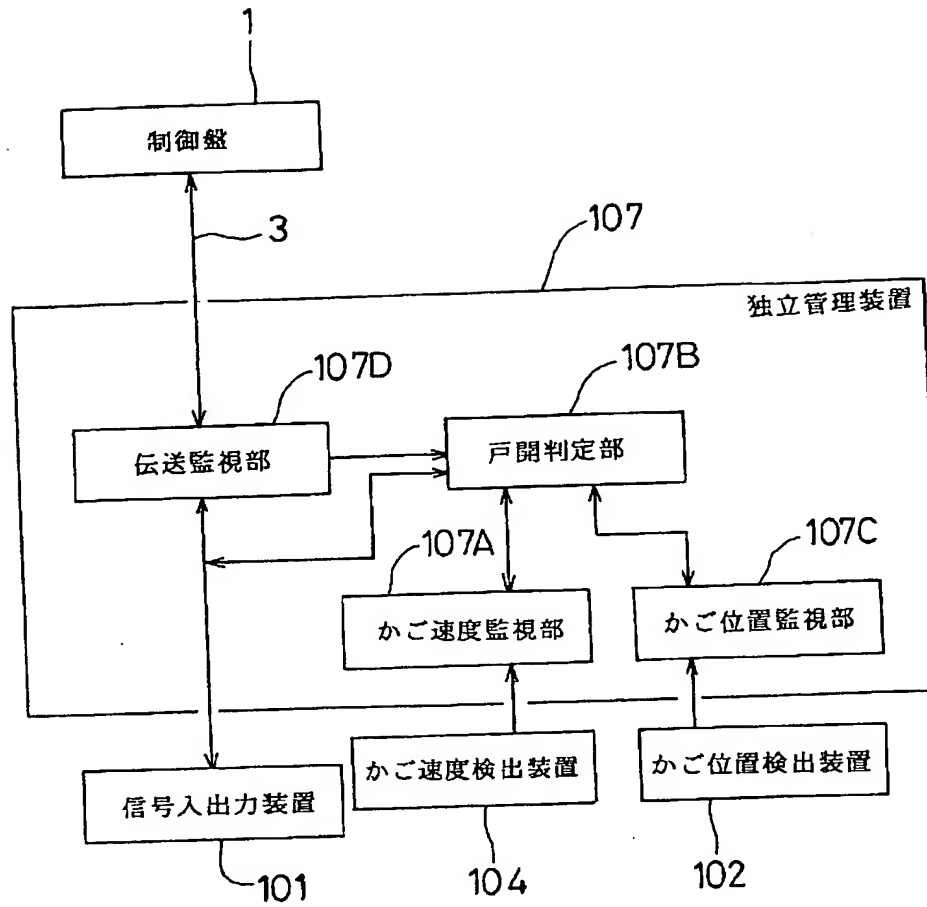 1
制御盤
3
107
独立管理装置
107D
107B
伝送監視部
戸開判定部
107A
107C
かご速度監視部
かご位置監視部
かご速度検出装置
かご位置検出装置
信号入出力装置
101
104
102